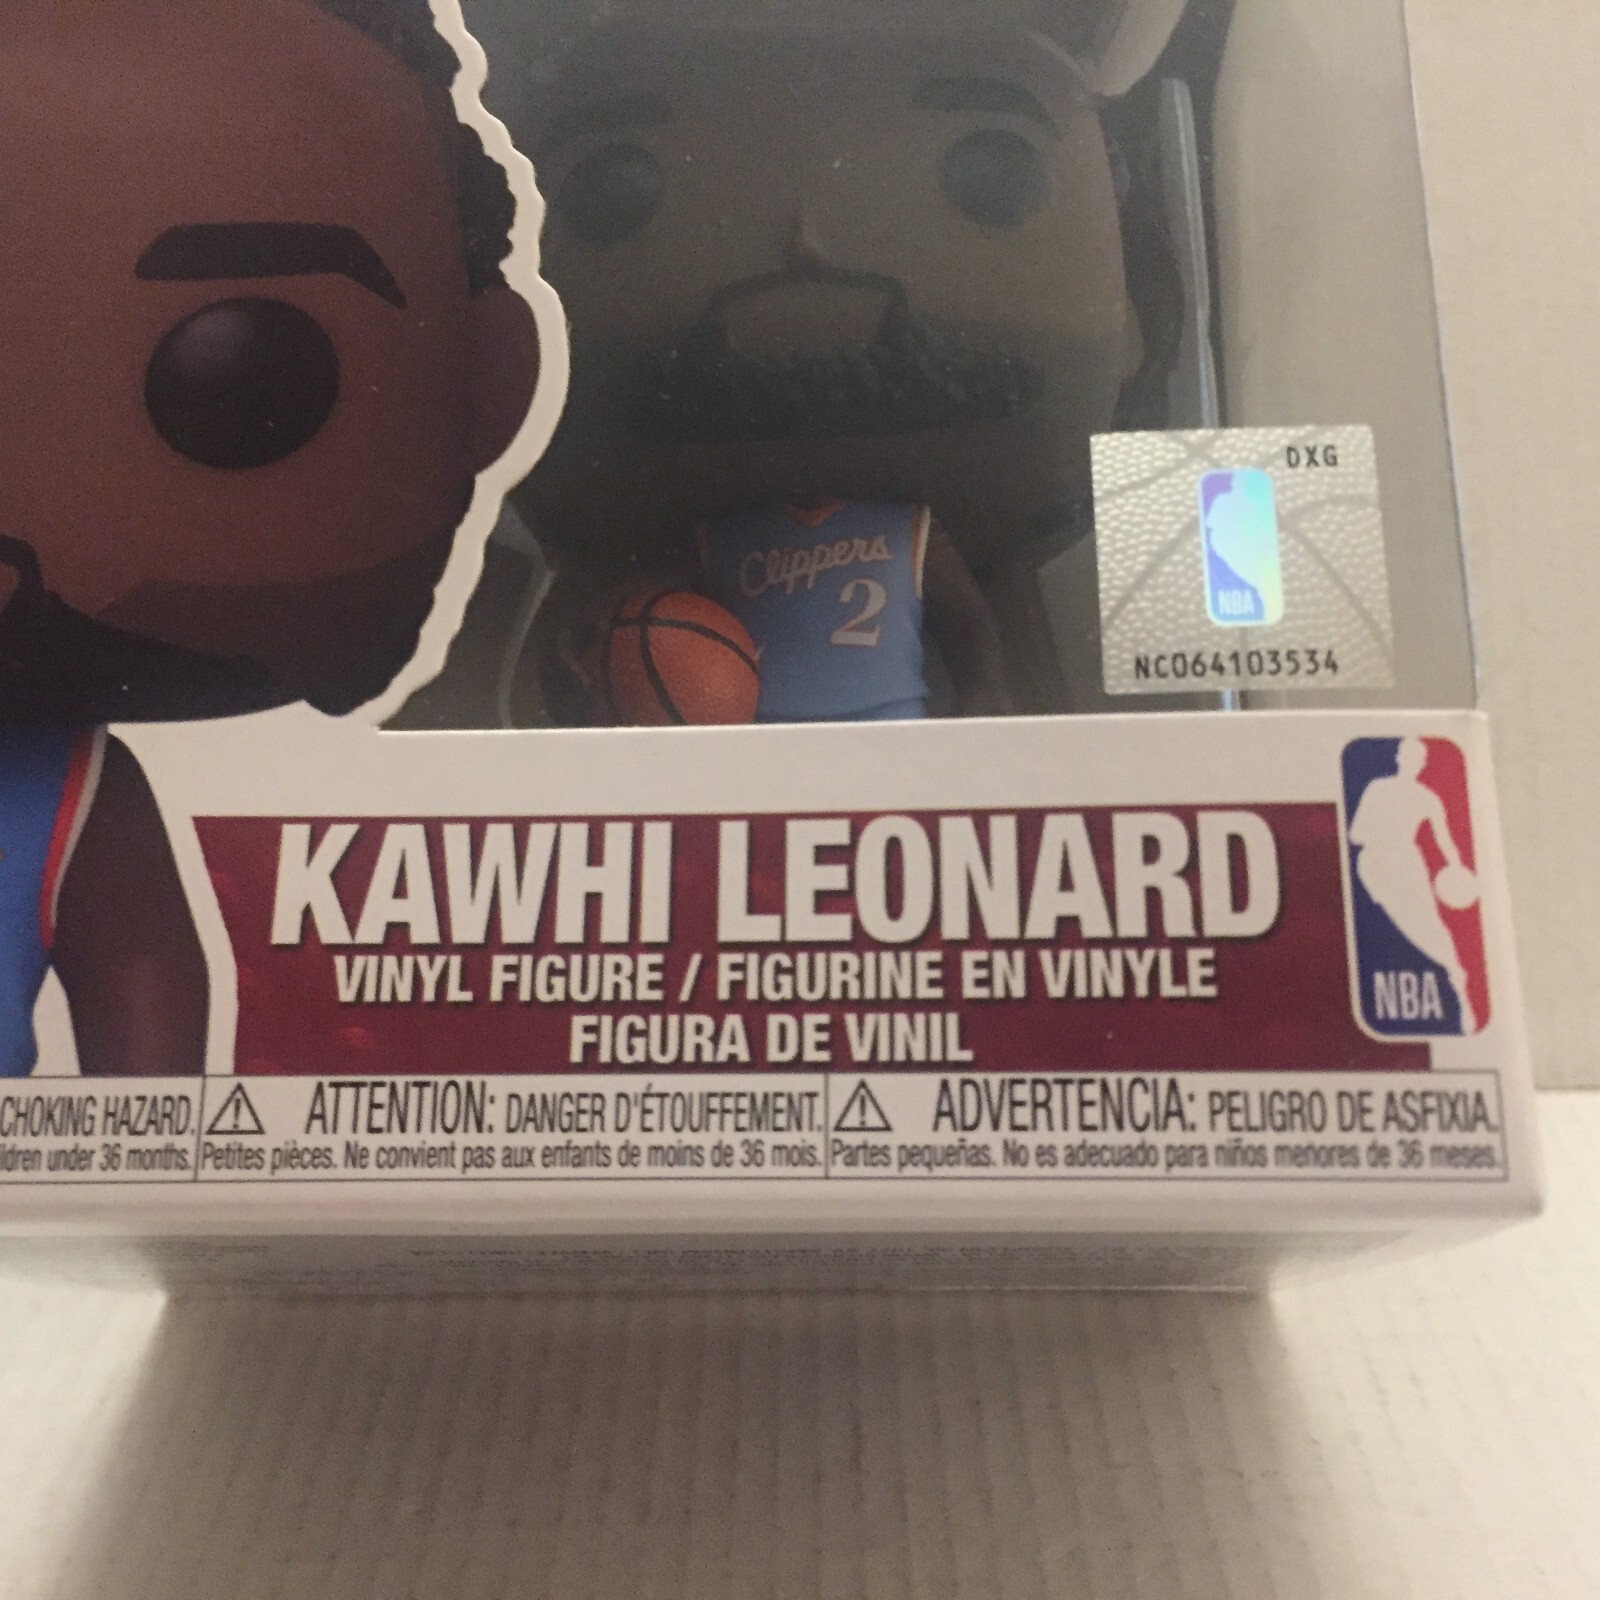 Clippers
2
DXG
NBA
NC064103534
KAWHI LEONARD
VINYL FIGURE / FIGURINE EN VINYLE
FIGURA DE VINIL
NBA
CHOKING HAZARD.
under 36 months.
ATTENTION: DANGER D'ÉTOUFFEMENT.
Petites pièces. Ne convient pas aux enfants de moins de 36 mois.
ADVERTENCIA: PELIGRO DE ASFIXIA.
Partes pequeñas. No es adecuado para niños menores de 36 meses.